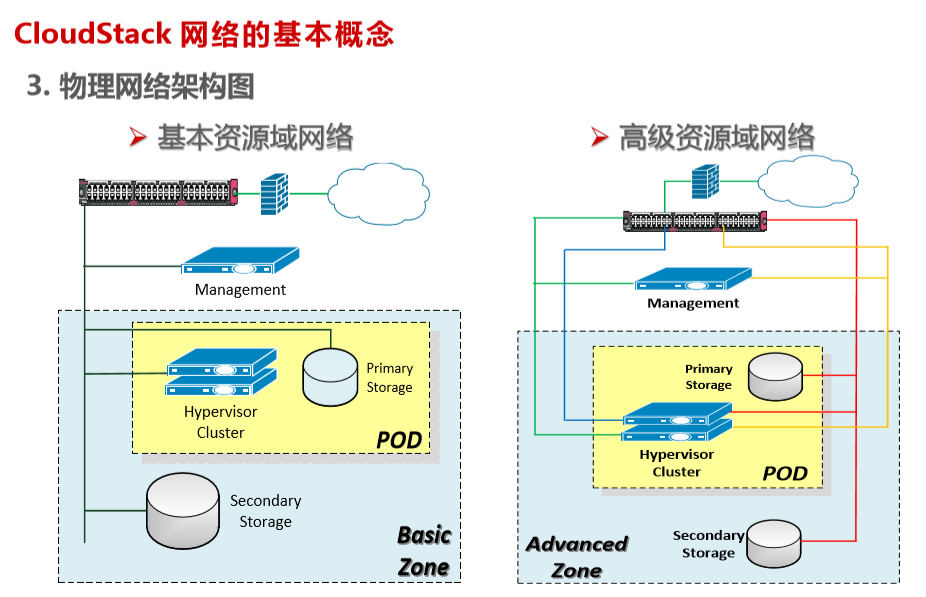 CloudStack 网络的基本概念
3. 物理网络架构图
基本资源域网络
Management
Primary
Storage
Hypervisor
Cluster
POD
Secondary
Storage
Basic
Zone
高级资源域网络
Management
Primary
Storage
Hypervisor
Cluster
POD
Secondary
Storage
Advanced
Zone